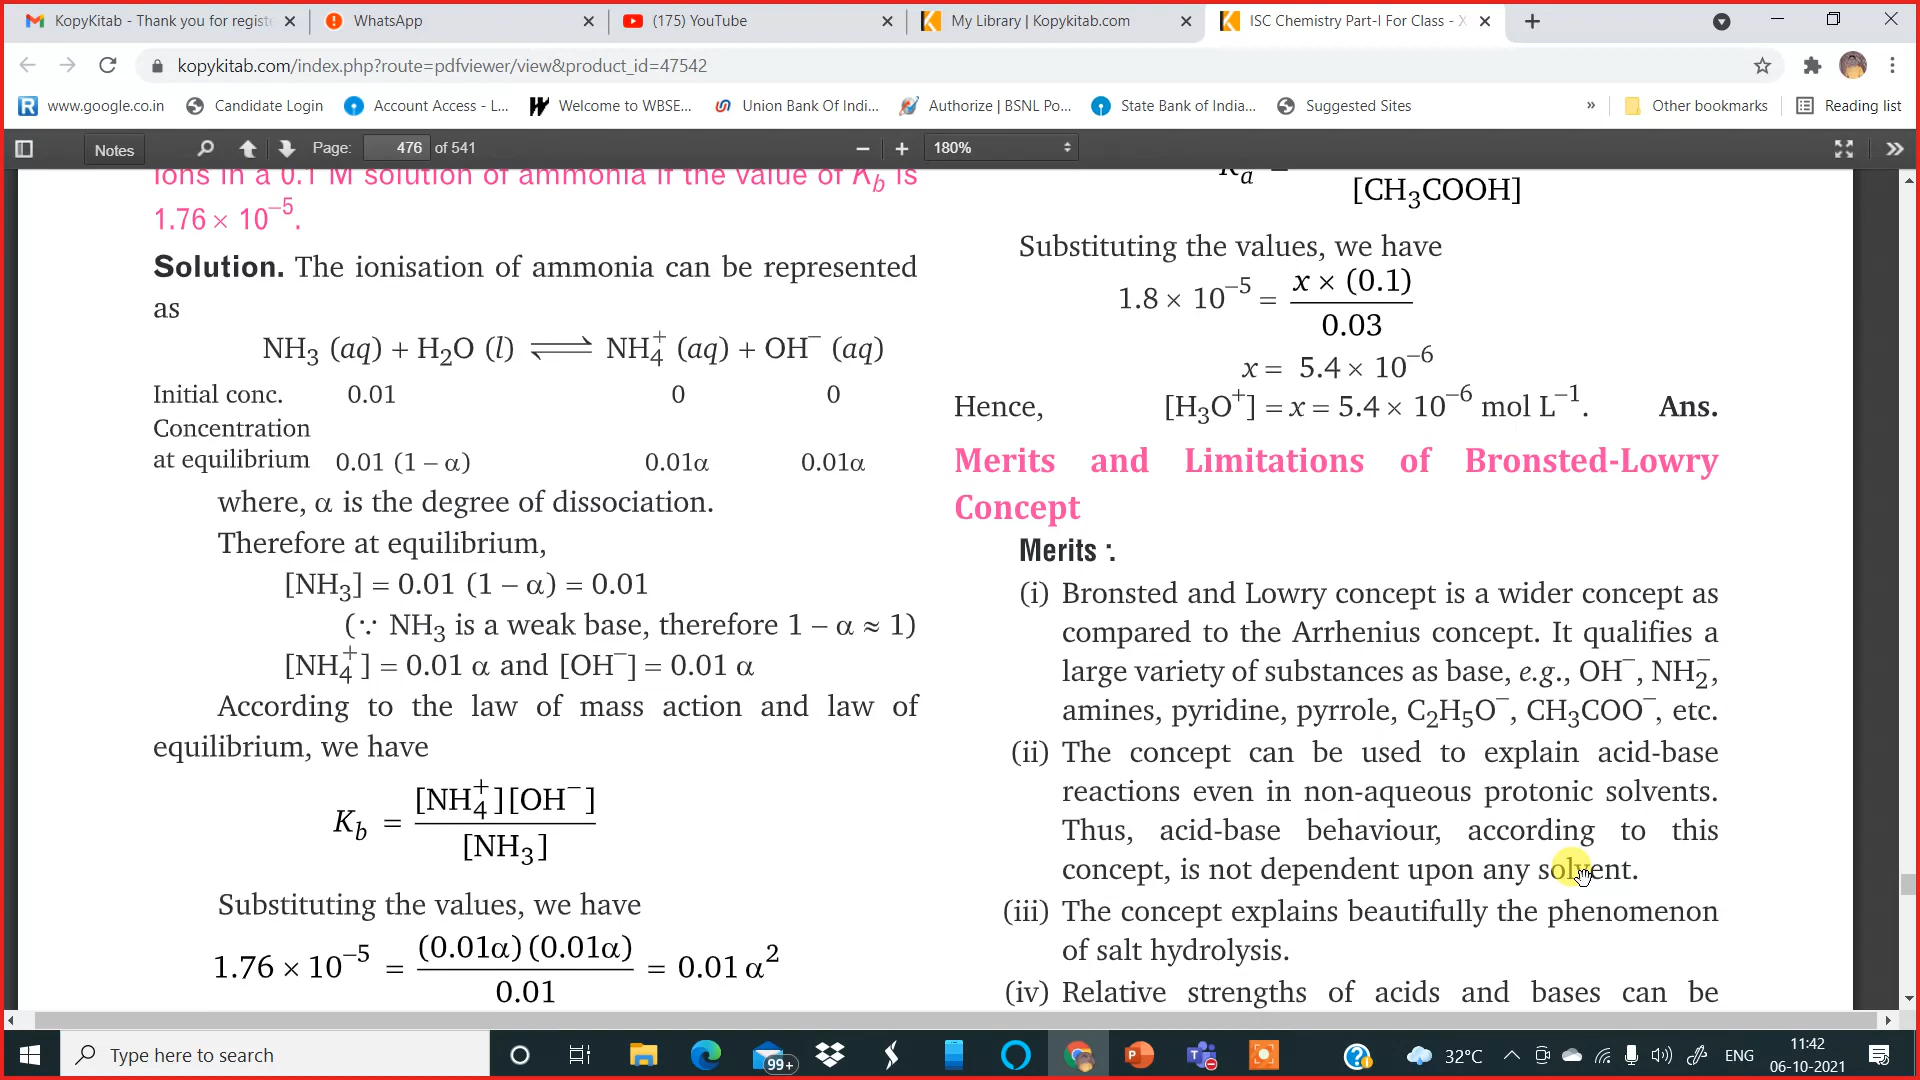 KopyKitab - Thank you for registe
WhatsApp
(175) YouTube
My Library | Kopykitab.com
ISC Chemistry Part-I For Class - X
kopykitab.com/index.php?route=pdfviewer/view&product_id=47542
www.google.co.in
Candidate Login
Account Access - L...
Welcome to WBSE...
Union Bank Of Indi...
Authorize | BSNL Po...
State Bank of India...
Suggested Sites
»
Other bookmarks
Reading list
Notes
Page: 476 of 541
180%
ions in a 0.1 M solution of ammonia if the value of K_b is
1.76 × 10⁻⁵.
Solution. The ionisation of ammonia can be represented
as
NH₃ (aq) + H₂O (l) ⇌ NH₄⁺ (aq) + OH⁻ (aq)
Initial conc. 0.01 0 0
Concentration
at equilibrium 0.01 (1 – α) 0.01α 0.01α
where, α is the degree of dissociation.
Therefore at equilibrium,
[NH₃] = 0.01 (1 – α) = 0.01
(∵ NH₃ is a weak base, therefore 1 – α ≈ 1)
[NH₄⁺] = 0.01 α and [OH⁻] = 0.01 α
According to the law of mass action and law of
equilibrium, we have
K_b = [NH₄⁺][OH⁻] / [NH₃]
Substituting the values, we have
1.76 × 10⁻⁵ = (0.01α) (0.01α) / 0.01 = 0.01 α²
K_a =
[CH₃COOH]
Substituting the values, we have
1.8 × 10⁻⁵ = x × (0.1) / 0.03
x = 5.4 × 10⁻⁶
Hence, [H₃O⁺] = x = 5.4 × 10⁻⁶ mol L⁻¹. Ans.
Merits and Limitations of Bronsted-Lowry
Concept
Merits :
(i) Bronsted and Lowry concept is a wider concept as
compared to the Arrhenius concept. It qualifies a
large variety of substances as base, e.g., OH⁻, NH₂⁻,
amines, pyridine, pyrrole, C₂H₅O⁻, CH₃COO⁻, etc.
(ii) The concept can be used to explain acid-base
reactions even in non-aqueous protonic solvents.
Thus, acid-base behaviour, according to this
concept, is not dependent upon any solvent.
(iii) The concept explains beautifully the phenomenon
of salt hydrolysis.
(iv) Relative strengths of acids and bases can be
Type here to search
99+
32°C
ENG
11:42
06-10-2021